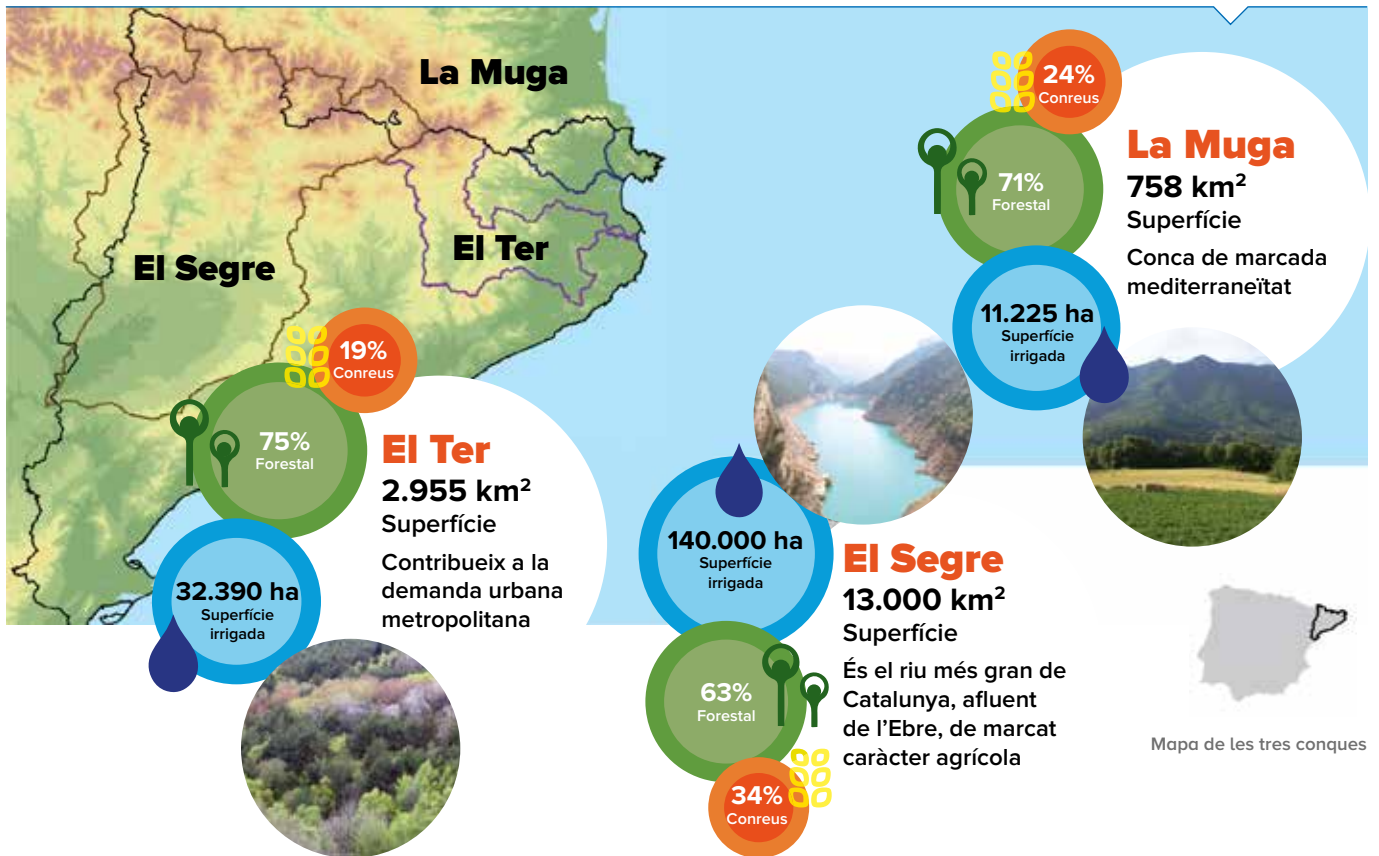 La Muga
El Ter
El Segre
24%
Conreus
71%
Forestal
11.225 ha
Superfície
irrigada
La Muga
758 km²
Superfície
Conca de marcada
mediterraneïtat
19%
Conreus
75%
Forestal
32.390 ha
Superfície
irrigada
El Ter
2.955 km²
Superfície
Contribueix a la
demanda urbana
metropolitana
140.000 ha
Superfície
irrigada
63%
Forestal
34%
Conreus
El Segre
13.000 km²
Superfície
És el riu més gran de
Catalunya, afluent
de l’Ebre, de marcat
caràcter agrícola
Mapa de les tres conques